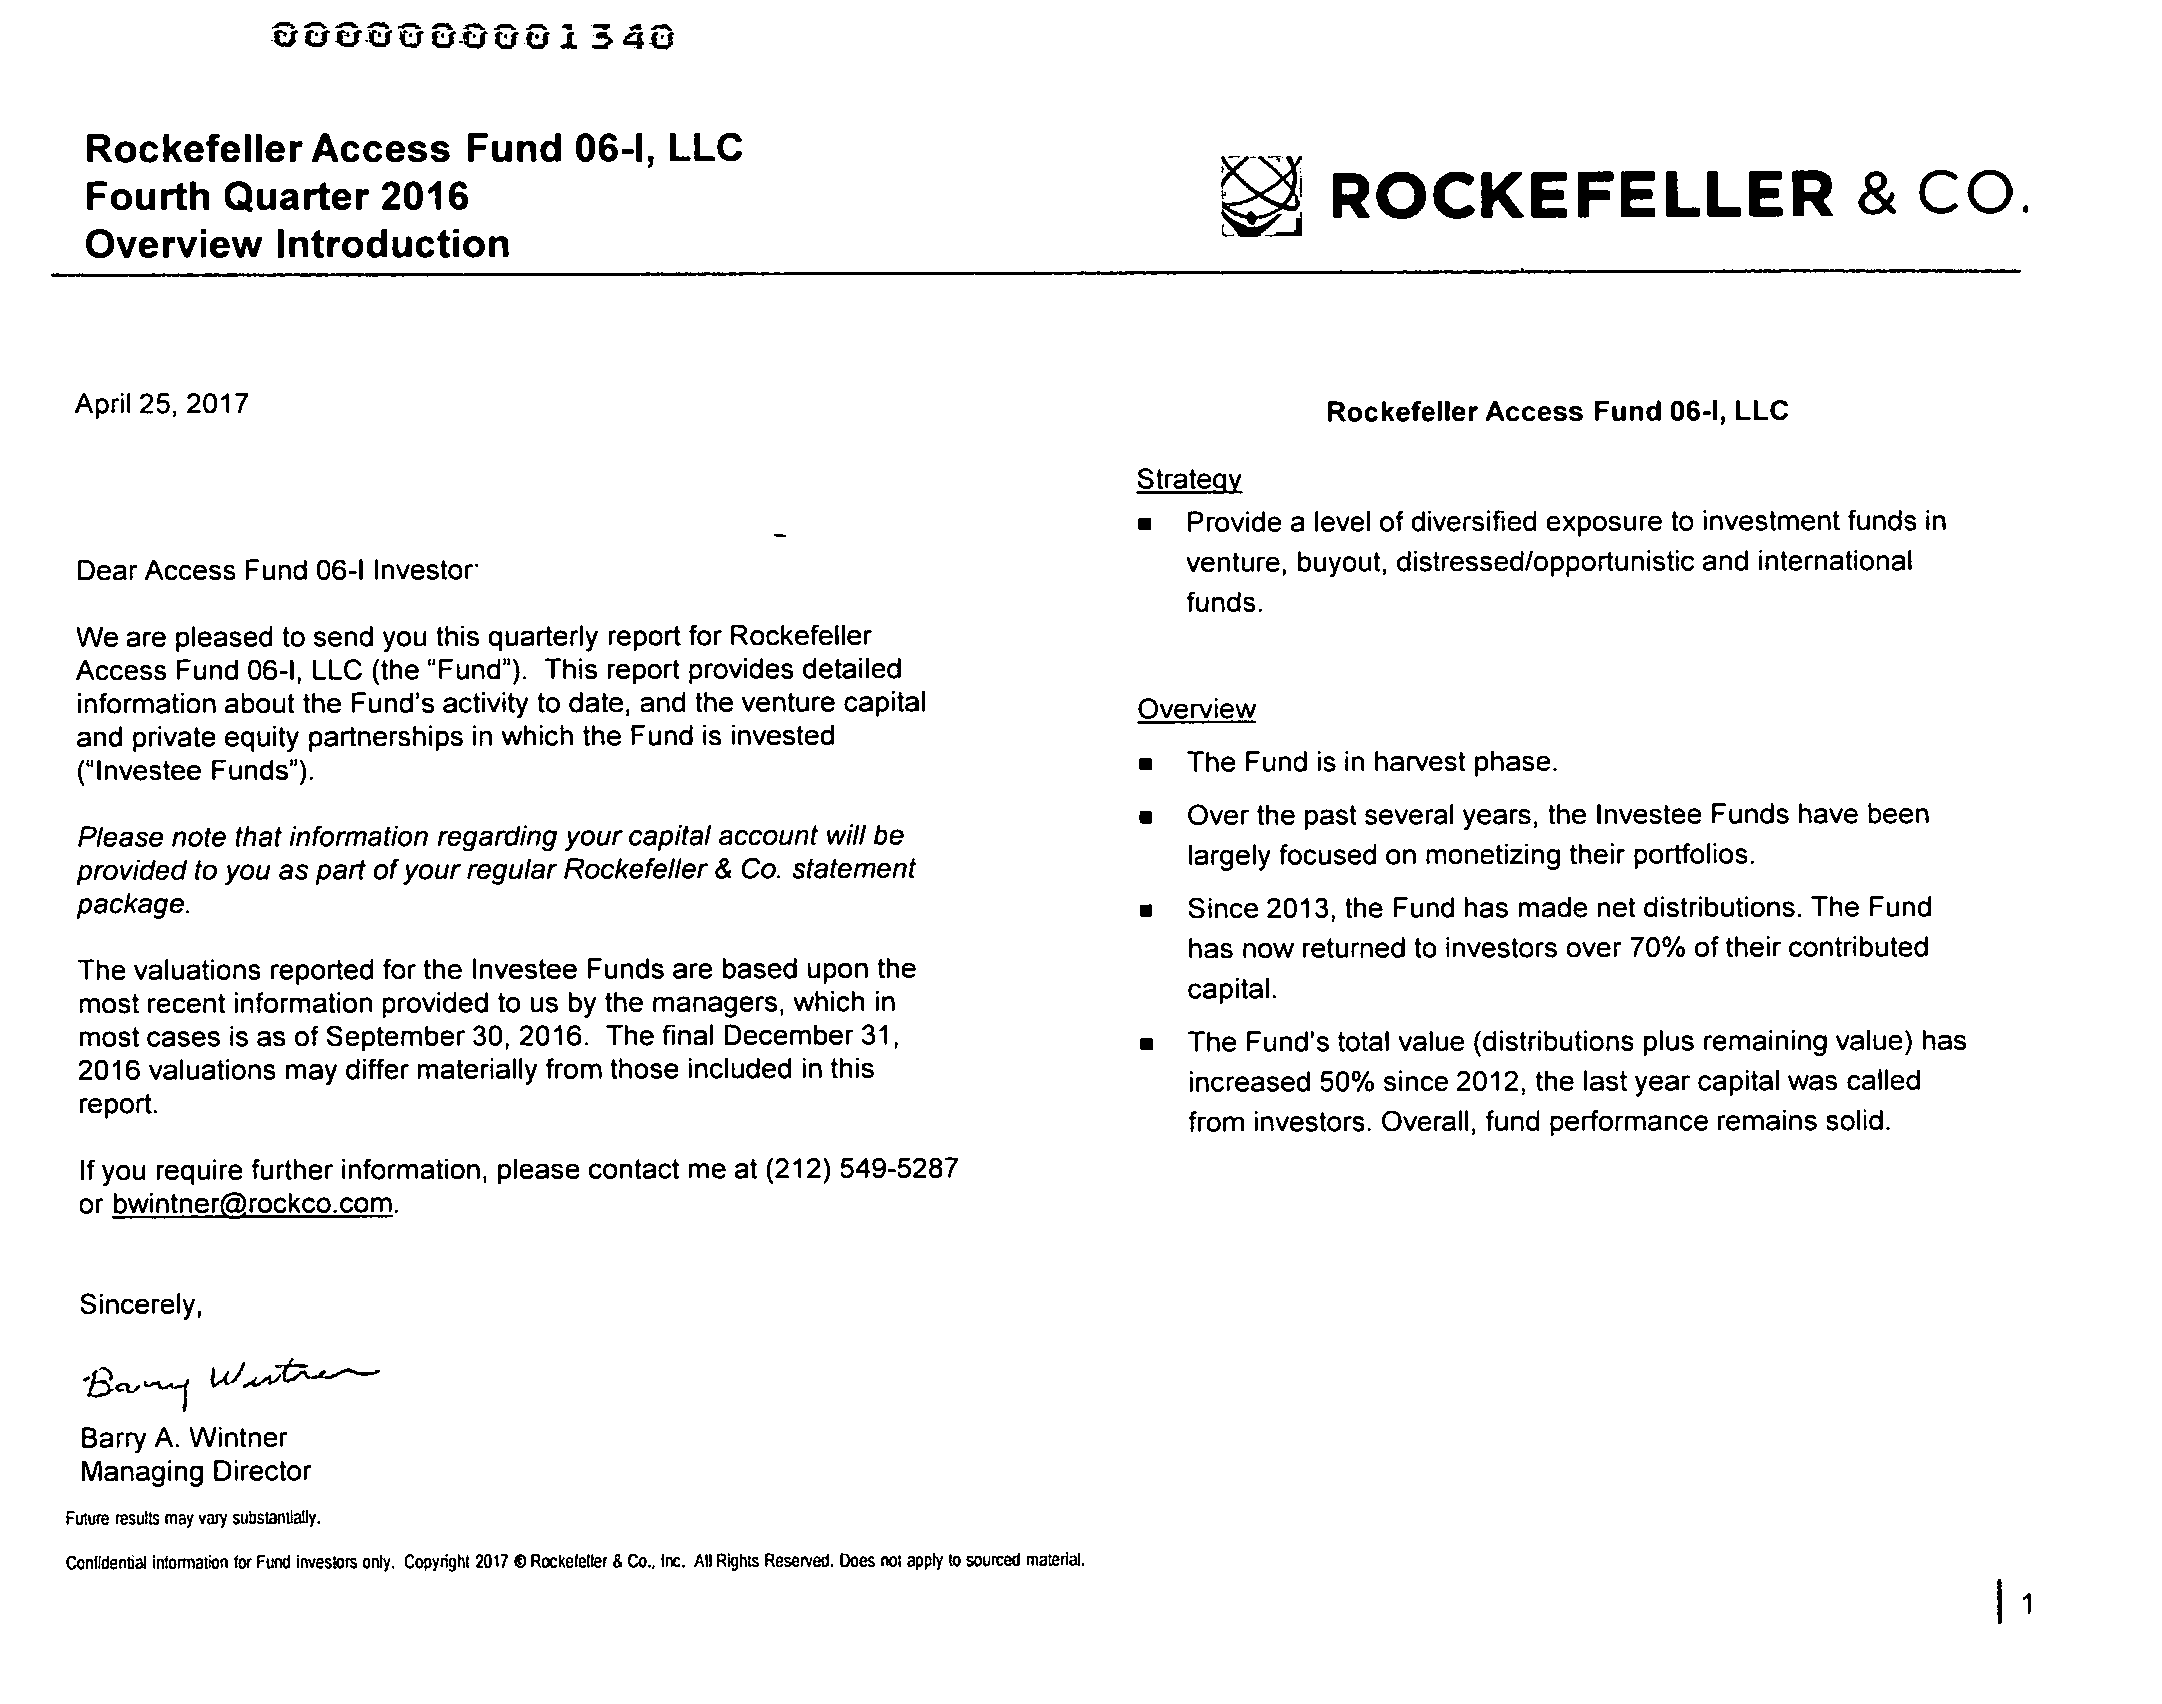 0000000001340
Rockefeller Access Fund 06-I, LLC
Fourth Quarter 2016
Overview Introduction
ROCKEFELLER & CO.
April 25, 2017
Dear Access Fund 06-I Investor·
We are pleased to send you this quarterly report for Rockefeller
Access Fund 06-I, LLC (the “Fund”). This report provides detailed
information about the Fund's activity to date, and the venture capital
and private equity partnerships in which the Fund is invested
(“Investee Funds”).
Please note that information regarding your capital account will be
provided to you as part of your regular Rockefeller & Co. statement
package.
The valuations reported for the Investee Funds are based upon the
most recent information provided to us by the managers, which in
most cases is as of September 30, 2016. The final December 31,
2016 valuations may differ materially from those included in this
report.
If you require further information, please contact me at (212) 549-5287
or bwintner@rockco.com.
Sincerely,
Barry Wintner
Barry A. Wintner
Managing Director
Rockefeller Access Fund 06-I, LLC
Strategy
▪ Provide a level of diversified exposure to investment funds in
venture, buyout, distressed/opportunistic and international
funds.
Overview
▪ The Fund is in harvest phase.
▪ Over the past several years, the Investee Funds have been
largely focused on monetizing their portfolios.
▪ Since 2013, the Fund has made net distributions. The Fund
has now returned to investors over 70% of their contributed
capital.
▪ The Fund's total value (distributions plus remaining value) has
increased 50% since 2012, the last year capital was called
from investors. Overall, fund performance remains solid.
Future results may vary substantially.
Confidential information for Fund investors only. Copyright 2017 © Rockefeller & Co., Inc. All Rights Reserved. Does not apply to sourced material.
| 1